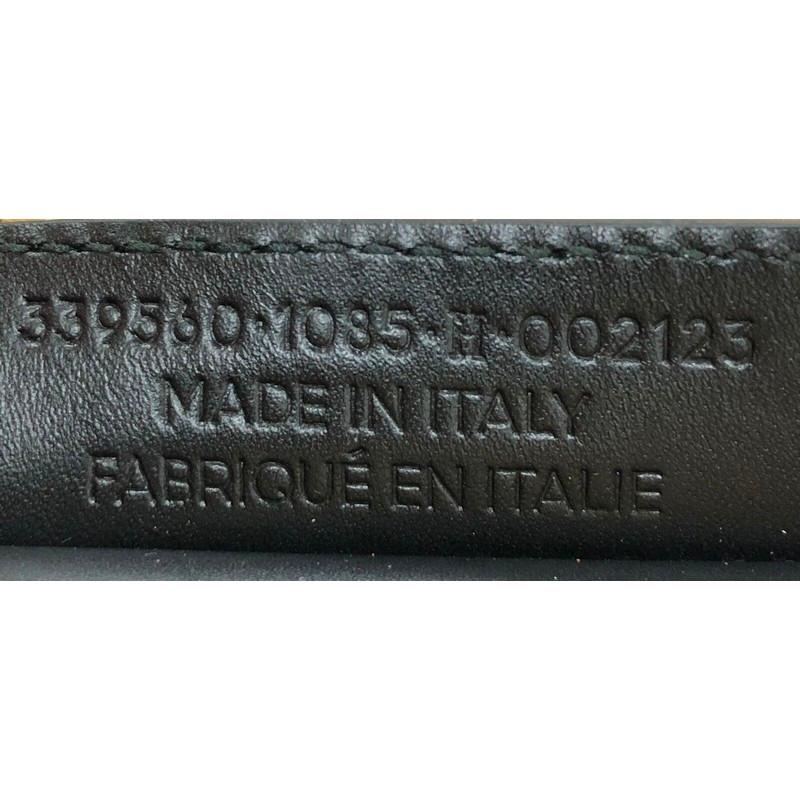 339560·1085·H·002123
MADE IN ITALY
FABRIQUÉ EN ITALIE